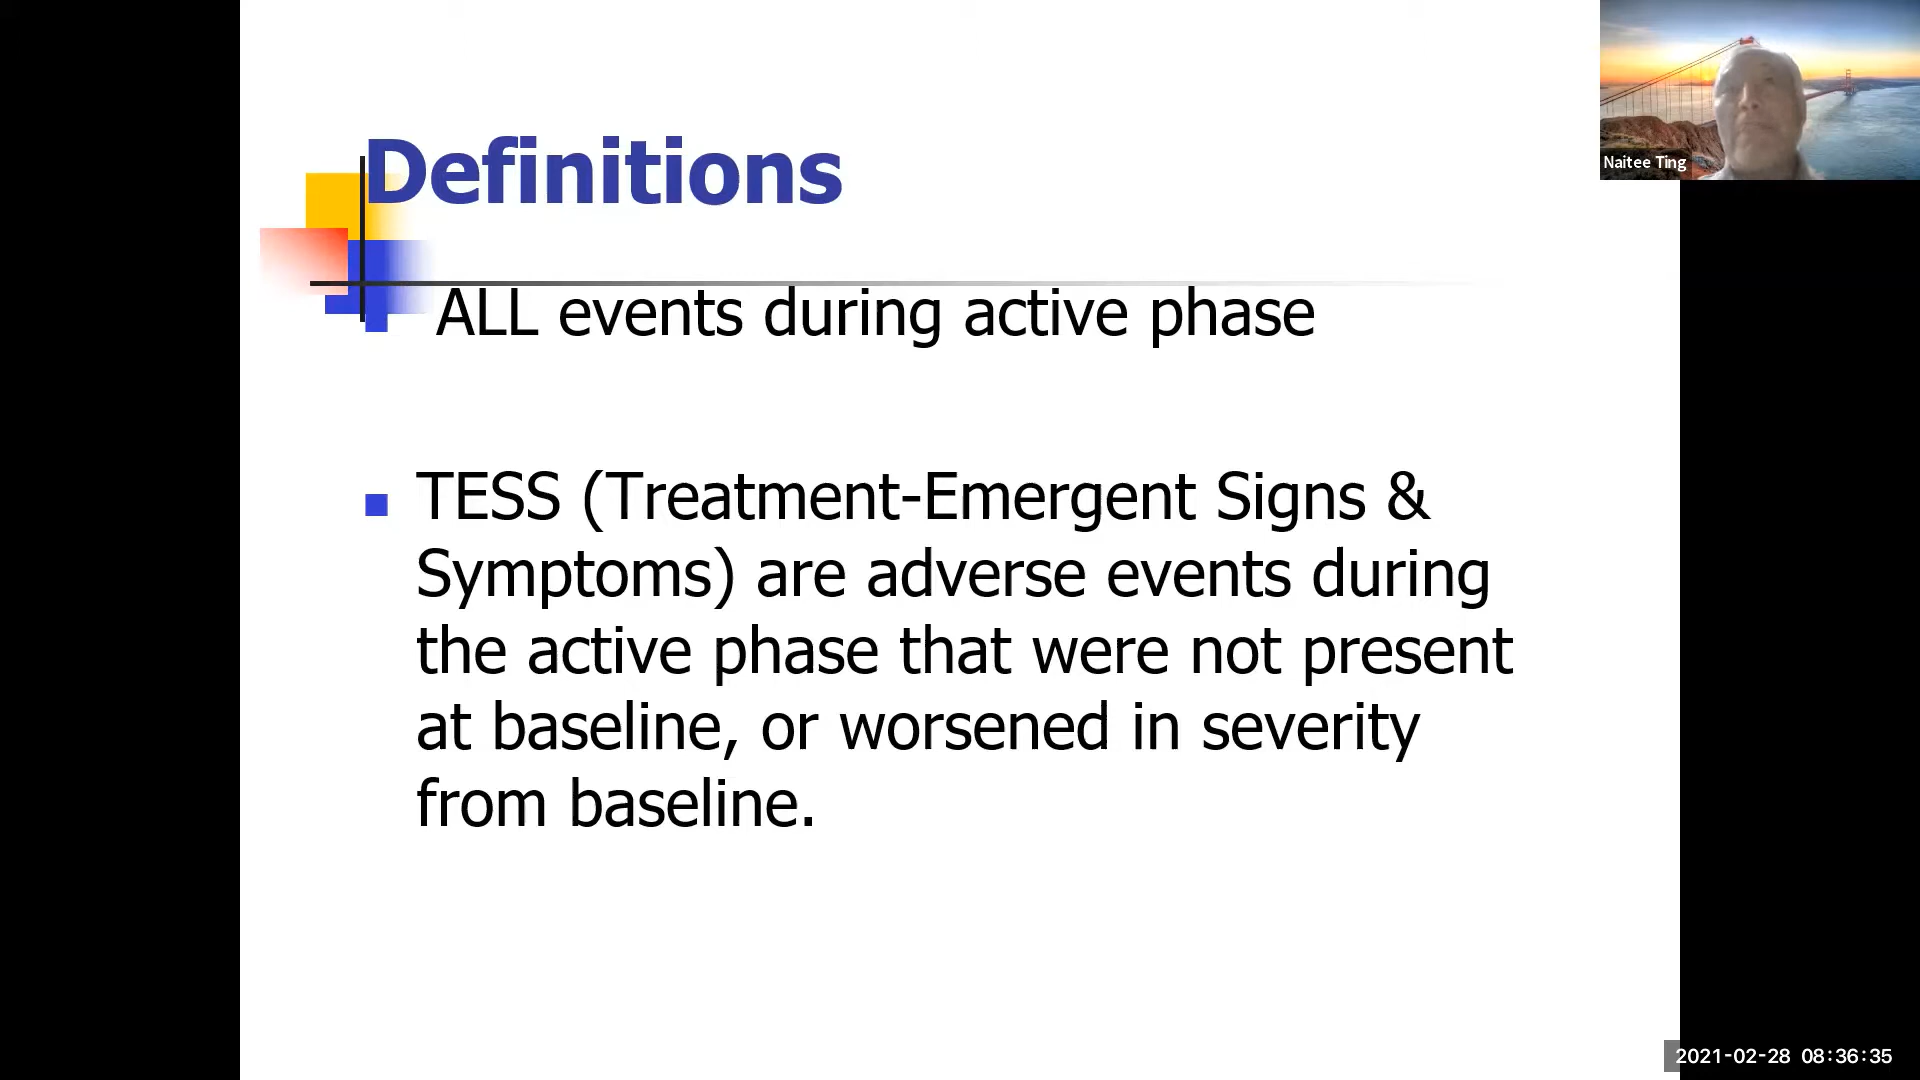 Definitions
ALL events during active phase
TESS (Treatment-Emergent Signs &
Symptoms) are adverse events during
the active phase that were not present
at baseline, or worsened in severity
from baseline.
Naitee Ting
2021-02-28 08:36:35